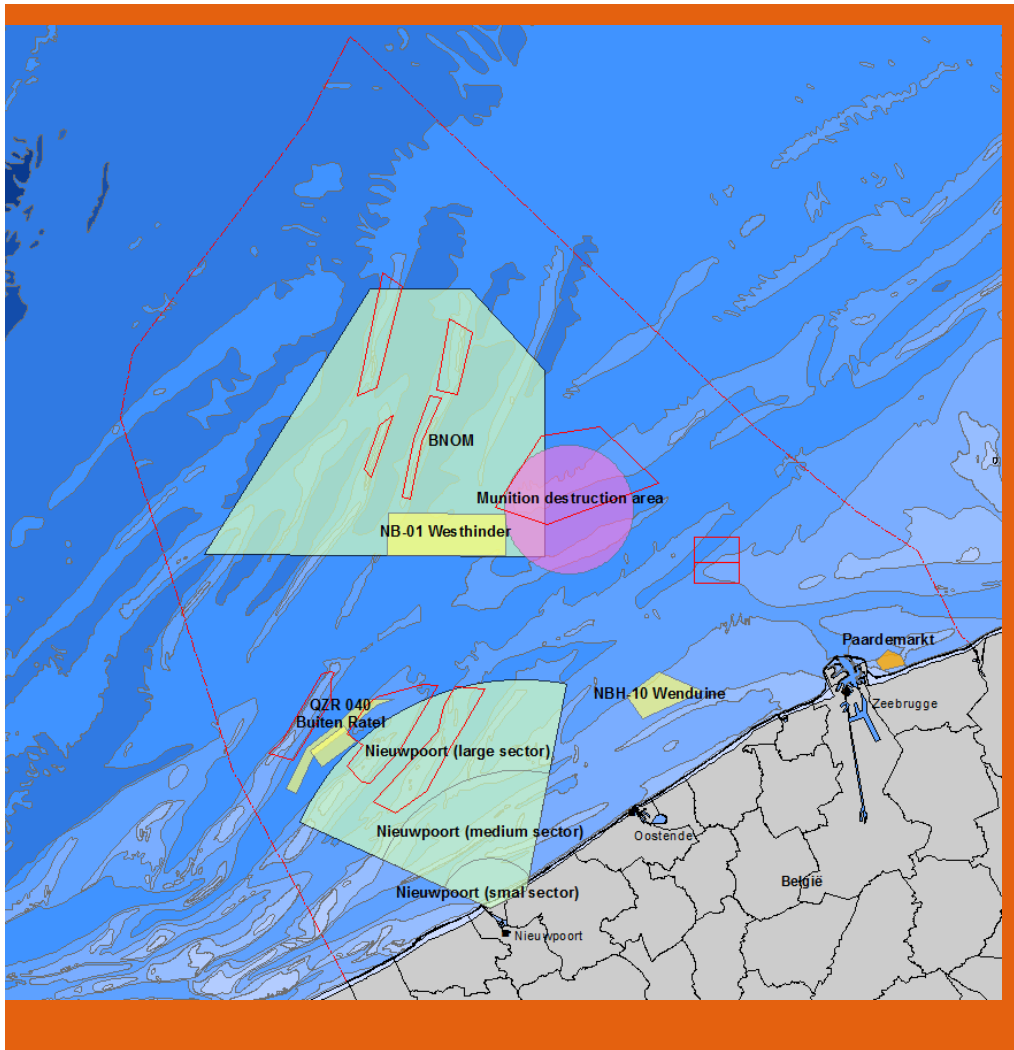 BNOM
Munition destruction area
NB-01 Westhinder
Paardemarkt
NBH-10 Wenduine
QZR 040
Buiten Ratel
Zeebrugge
Nieuwpoort (large sector)
Nieuwpoort (medium sector)
Oostende
België
Nieuwpoort (smal sector)
Nieuwpoort